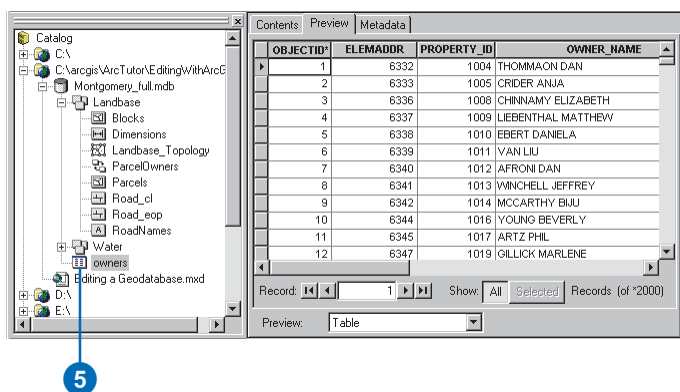 Catalog
C:\
C:\arcgis\ArcTutor\EditingWithArcG
Montgomery_full.mdb
Landbase
Blocks
Dimensions
Landbase_Topology
ParcelOwners
Parcels
Road_cl
Road_eop
RoadNames
Water
owners
Editing a Geodatabase.mxd
D:\
E:\
5
Contents Preview Metadata
OBJECTID* ELEMADDR PROPERTY_ID OWNER_NAME
1 6332 1004 THOMMAON DAN
2 6333 1005 CRIDER ANJA
3 6336 1008 CHINNAMY ELIZABETH
4 6337 1009 LIEBENTHAL MATTHEW
5 6338 1010 EBERT DANIELA
6 6339 1011 VAN LIU
7 6340 1012 AFRONI DAN
8 6341 1013 WINCHELL JEFFREY
9 6342 1014 MCCARTHY BIJU
10 6344 1016 YOUNG BEVERLY
11 6345 1017 ARTZ PHIL
12 6347 1019 GILLICK MARLENE
Record: 1 Show: All Selected Records (of *2000)
Preview: Table